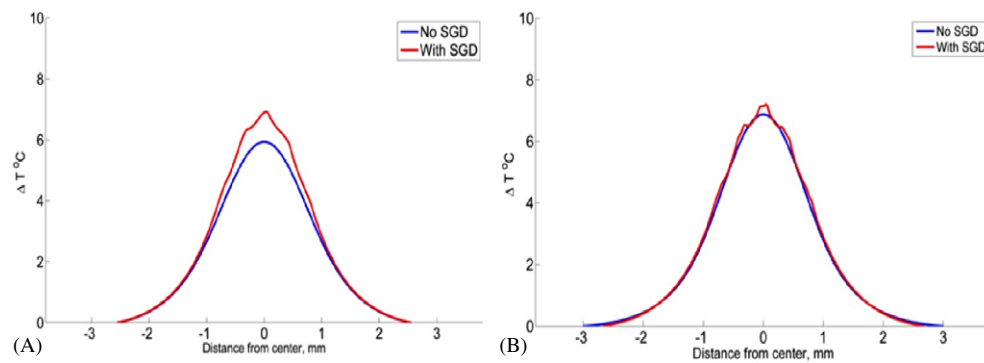 10
8
6
4
2
0
Δ T °C
No SGD
With SGD
-3 -2 -1 0 1 2 3
Distance from center, mm
(A)
10
8
6
4
2
0
Δ T °C
No SGD
With SGD
-3 -2 -1 0 1 2 3
Distance from center, mm
(B)